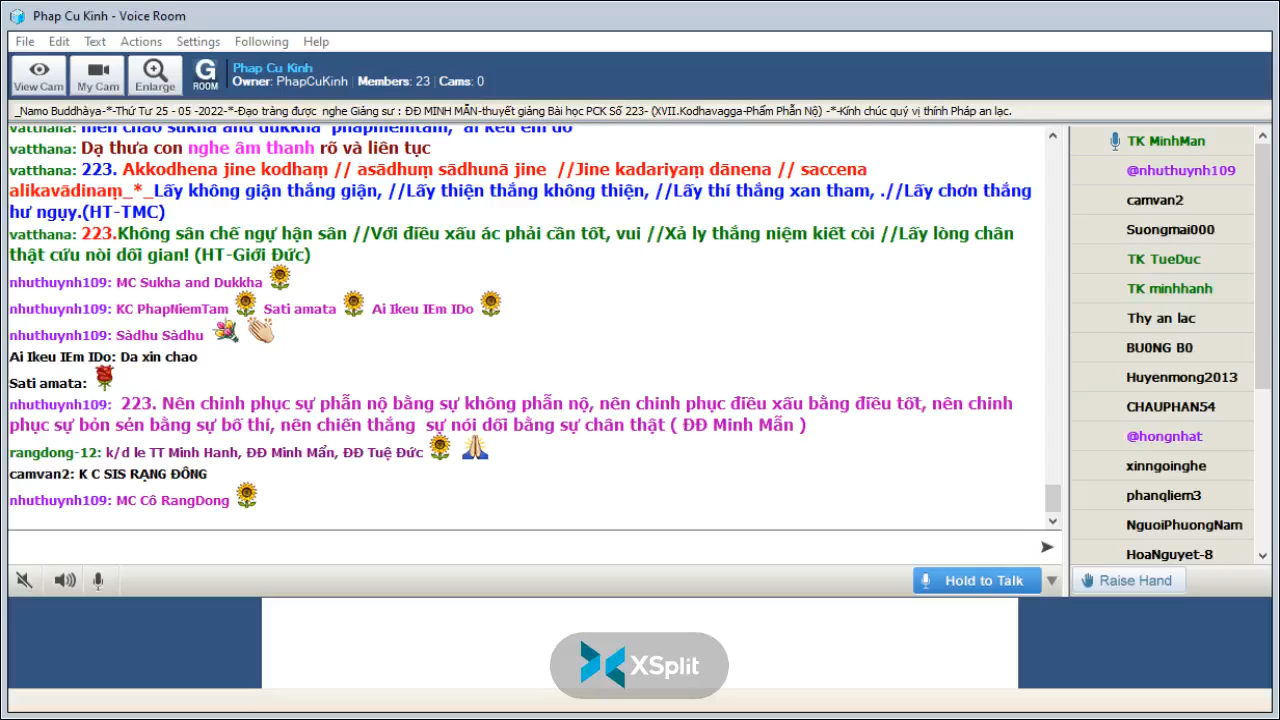 Phap Cu Kinh - Voice Room
File Edit Text Actions Settings Following Help
View Cam My Cam Enlarge G ROOM
Phap Cu Kinh
Owner: PhapCuKinh | Members: 23 | Cams: 0
_Namo Buddhàya-*-Thứ Tư 25 - 05 -2022-*-Đạo tràng được nghe Giảng sư : ĐĐ MINH MẪN-thuyết giảng Bài học PCK Số 223- (XVII.Kodhavagga-Phẩm Phẫn Nộ) -*-Kính chúc quý vị thính Pháp an lạc.
vatthana: mến chào sukha and dukkha phapniemtam, ai ikeu em ido
vatthana: Dạ thưa con nghe âm thanh rõ và liên tục
vatthana: 223. Akkodhena jine kodhaṃ // asādhuṃ sādhunā jine //Jine kadariyaṃ dānena // saccena
alikavādinaṃ_*_Lấy không giận thắng giận, //Lấy thiện thắng không thiện, //Lấy thí thắng xan tham, .//Lấy chơn thắng
hư ngụy.(HT-TMC)
vatthana: 223.Không sân chế ngự hận sân //Với điều xấu ác phải cần tốt, vui //Xả ly thắng niệm kiết còi //Lấy lòng chân
thật cứu nòi dối gian! (HT-Giới Đức)
nhuthuynh109: MC Sukha and Dukkha
nhuthuynh109: KC PhapNiemTam Sati amata Ai Ikeu IEm IDo
nhuthuynh109: Sàdhu Sàdhu
Ai Ikeu IEm IDo: Da xin chao
Sati amata:
nhuthuynh109: 223. Nên chinh phục sự phẫn nộ bằng sự không phẫn nộ, nên chinh phục điều xấu bằng điều tốt, nên chinh
phục sự bỏn sẻn bằng sự bố thí, nên chiến thắng sự nói dối bằng sự chân thật ( ĐĐ Minh Mẫn )
rangdong-12: k/d le TT Minh Hanh, ĐĐ Minh Mẩn, ĐĐ Tuệ Đức
camvan2: K C SIS RẠNG ĐÔNG
nhuthuynh109: MC Cô RangDong
Hold to Talk
TK MinhMan
@nhuthuynh109
camvan2
Suongmai000
TK TueDuc
TK minhhanh
Thy an lac
BU0NG B0
Huyenmong2013
CHAUPHAN54
@hongnhat
xinngoinghe
phanqliem3
NguoiPhuongNam
HoaNguyet-8
Raise Hand
XSplit